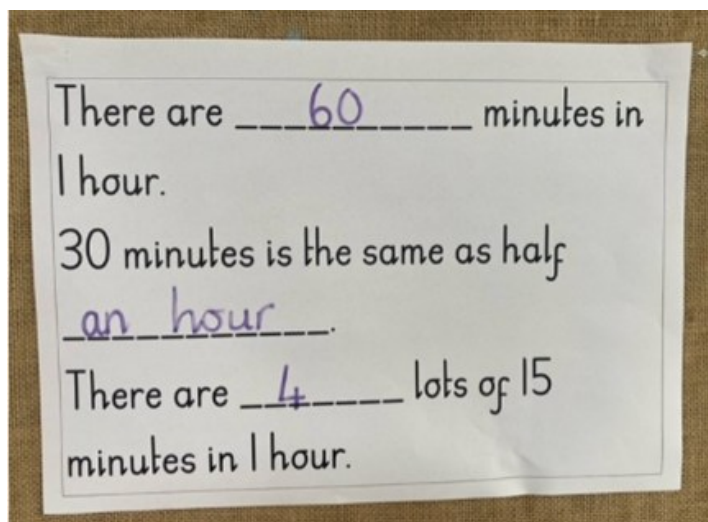 There are 60 minutes in
1 hour.
30 minutes is the same as half
an hour.
There are 4 lots of 15
minutes in 1 hour.